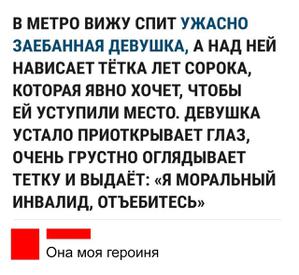 В МЕТРО ВИЖУ СПИТ УЖАСНО
ЗАЕБАННАЯ ДЕВУШКА, А НАД НЕЙ
НАВИСАЕТ ТЁТКА ЛЕТ СОРОКА,
КОТОРАЯ ЯВНО ХОЧЕТ, ЧТОБЫ
ЕЙ УСТУПИЛИ МЕСТО. ДЕВУШКА
УСТАЛО ПРИОТКРЫВАЕТ ГЛАЗ,
ОЧЕНЬ ГРУСТНО ОГЛЯДЫВАЕТ
ТЕТКУ И ВЫДАЁТ: «Я МОРАЛЬНЫЙ
ИНВАЛИД, ОТЪЕБИТЕСЬ»
Она моя героиня